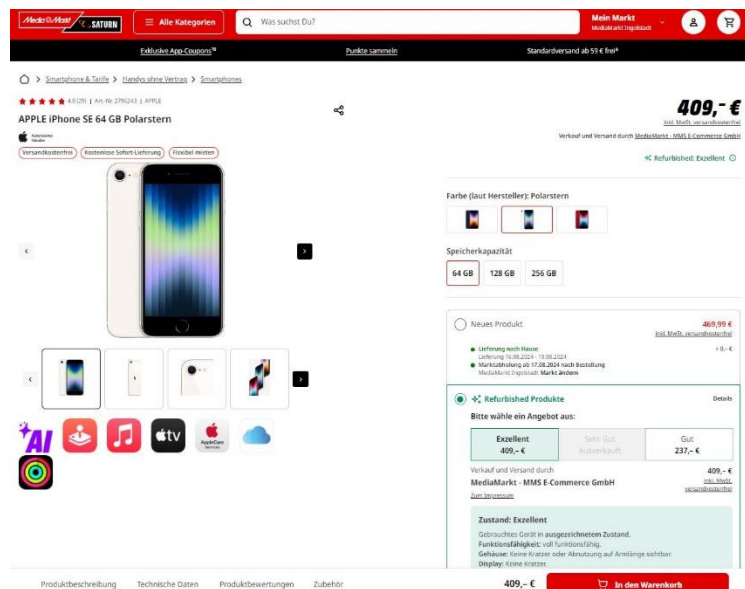 Media Markt SATURN
Alle Kategorien
Was suchst Du?
Mein Markt
MediaMarkt Ingolstadt
Exklusive App-Coupons
Punkte sammeln
Standardversand ab 59 € frei*
Smartphone & Tarife > Handys ohne Vertrag > Smartphones
4.8 (29) | Art.-Nr. 2790243 | APPLE
APPLE iPhone SE 64 GB Polarstern
Versandkostenfrei
Kostenlose Sofort-Lieferung
Flexibel mieten
409,– €
inkl. MwSt. versandkostenfrei
Verkauf und Versand durch MediaMarkt - MMS E-Commerce GmbH
Refurbished: Exzellent
Farbe (laut Hersteller): Polarstern
Speicherkapazität
64 GB
128 GB
256 GB
Neues Produkt
469,99 €
inkl. MwSt. versandkostenfrei
Lieferung nach Hause
+ 0,– €
Lieferung 16.08.2024 - 19.08.2024
Marktabholung ab 17.08.2024 nach Bestellung
MediaMarkt Ingolstadt Markt ändern
Refurbished Produkte
Details
Bitte wähle ein Angebot aus:
Exzellent
409,– €
Sehr Gut
Ausverkauft
Gut
237,– €
Verkauf und Versand durch
MediaMarkt - MMS E-Commerce GmbH
Zum Impressum
409,– €
inkl. MwSt.
versandkostenfrei
Zustand: Exzellent
Gebrauchtes Gerät in ausgezeichnetem Zustand.
Funktionsfähigkeit: voll funktionsfähig.
Gehäuse: Keine Kratzer oder Abnutzung auf Armlänge sichtbar.
Display: Keine Kratzer.
AI
tv
AppleCare
Produktbeschreibung
Technische Daten
Produktbewertungen
Zubehör
409,– €
In den Warenkorb